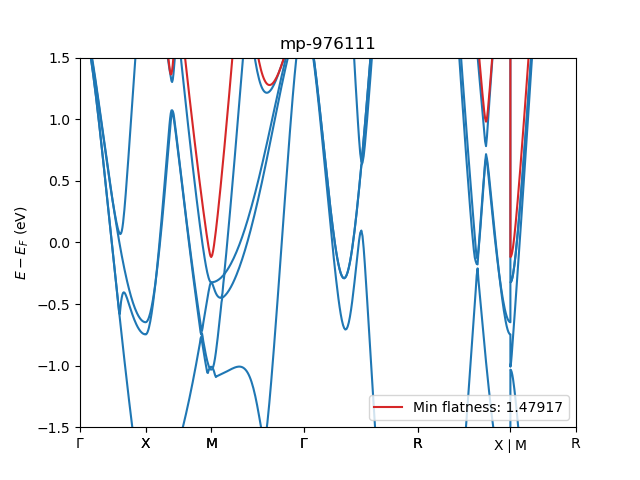 mp-976111
1.5
1.0
0.5
0.0
−0.5
−1.0
−1.5
E − E_F (eV)
Min flatness: 1.47917
Γ X M Γ R X | M R